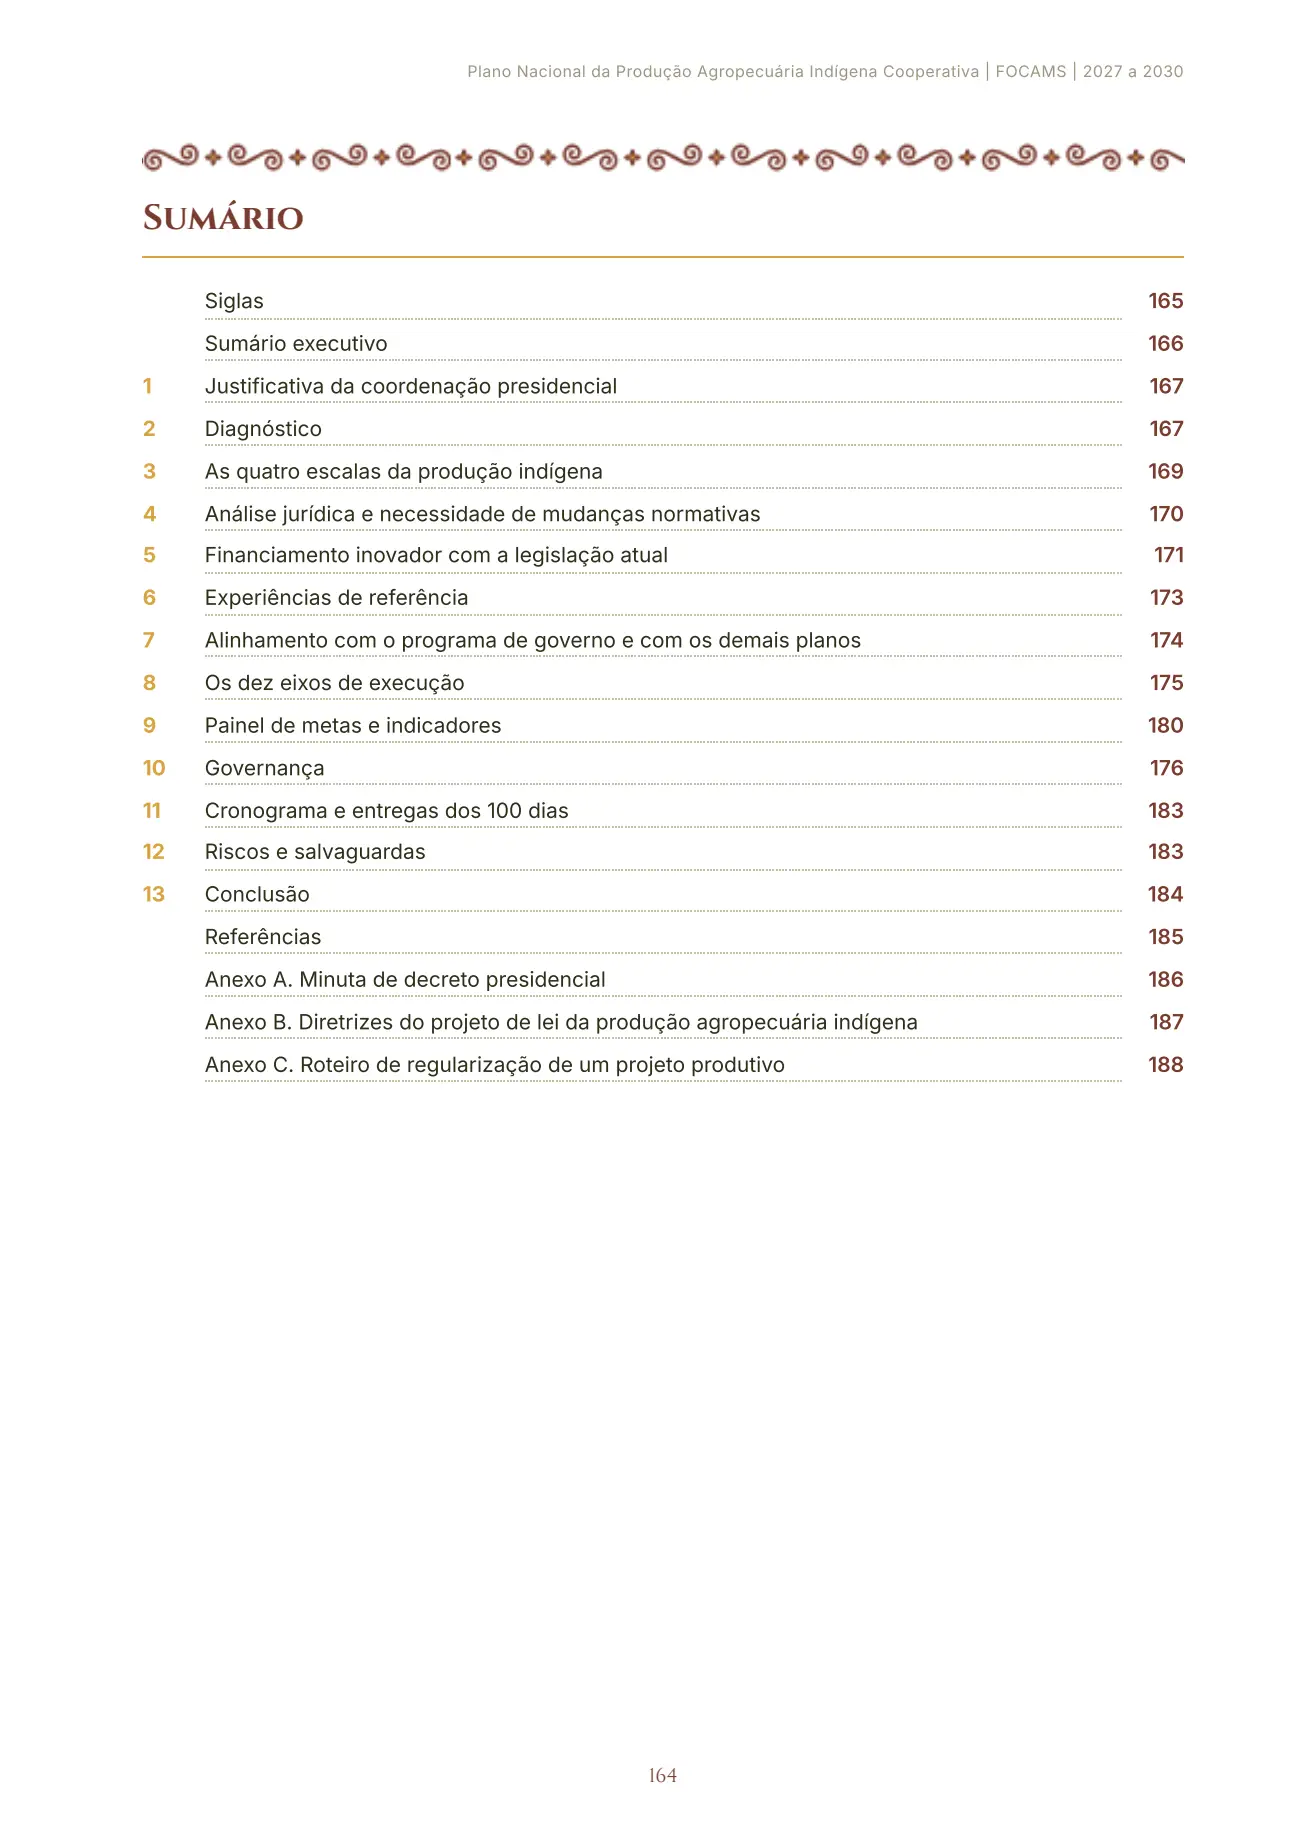 Plano Nacional da Produção Agropecuária Indígena Cooperativa | FOCAMS | 2027 a 2030
Sumário
Siglas 165
Sumário executivo 166
1 Justificativa da coordenação presidencial 167
2 Diagnóstico 167
3 As quatro escalas da produção indígena 169
4 Análise jurídica e necessidade de mudanças normativas 170
5 Financiamento inovador com a legislação atual 171
6 Experiências de referência 173
7 Alinhamento com o programa de governo e com os demais planos 174
8 Os dez eixos de execução 175
9 Painel de metas e indicadores 180
10 Governança 176
11 Cronograma e entregas dos 100 dias 183
12 Riscos e salvaguardas 183
13 Conclusão 184
Referências 185
Anexo A. Minuta de decreto presidencial 186
Anexo B. Diretrizes do projeto de lei da produção agropecuária indígena 187
Anexo C. Roteiro de regularização de um projeto produtivo 188
164